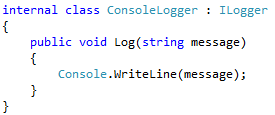 internal class ConsoleLogger : ILogger
{
    public void Log(string message)
    {
        Console.WriteLine(message);
    }
}